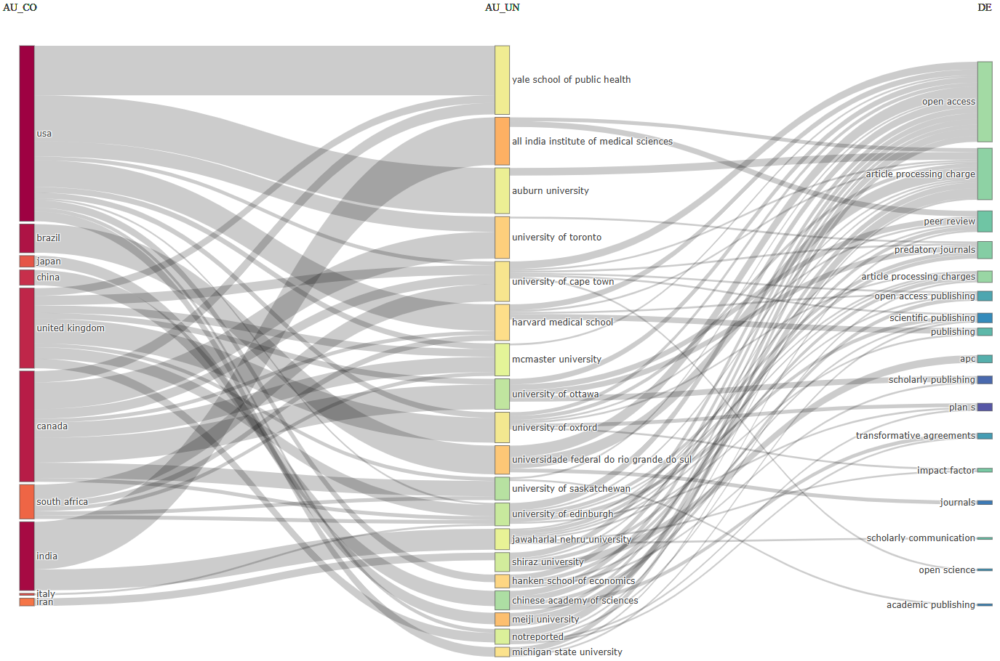 AU_CO
AU_UN
DE
usa
brazil
japan
china
united kingdom
canada
south africa
india
italy
iran
yale school of public health
all india institute of medical sciences
auburn university
university of toronto
university of cape town
harvard medical school
mcmaster university
university of ottawa
university of oxford
universidade federal do rio grande do sul
university of saskatchewan
university of edinburgh
jawaharlal nehru university
shiraz university
hanken school of economics
chinese academy of sciences
meiji university
notreported
michigan state university
open access
article processing charge
peer review
predatory journals
article processing charges
open access publishing
scientific publishing
publishing
apc
scholarly publishing
plan s
transformative agreements
impact factor
journals
scholarly communication
open science
academic publishing